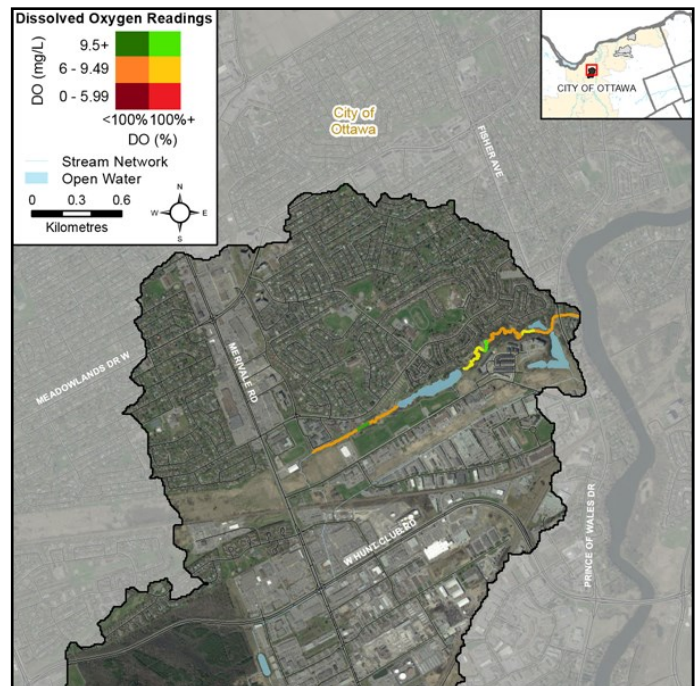 Dissolved Oxygen Readings
DO (mg/L)
9.5+
6 - 9.49
0 - 5.99
<100% 100%+
DO (%)
Stream Network
Open Water
0 0.3 0.6
Kilometres
N
W E
S
CITY OF OTTAWA
City of
Ottawa
FISHER AVE
MEADOWLANDS DR W
MERIVALE RD
W HUNT CLUB RD
PRINCE OF WALES DR